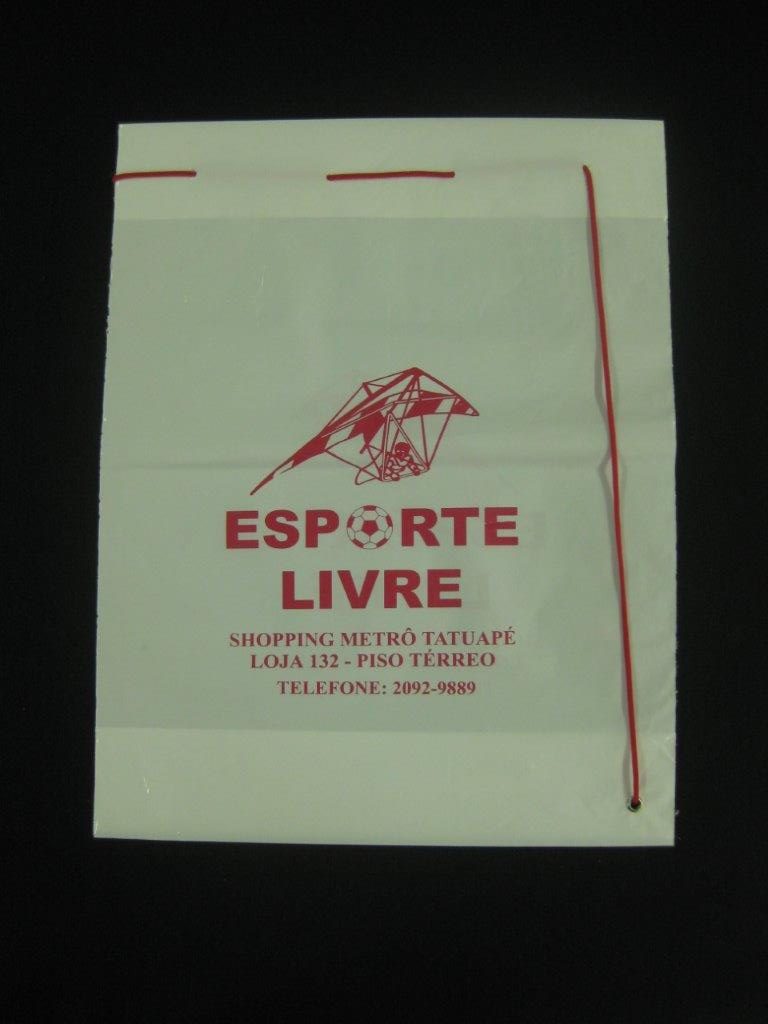 ESPORTE
LIVRE
SHOPPING METRÔ TATUAPÉ
LOJA 132 - PISO TÉRREO
TELEFONE: 2092-9889